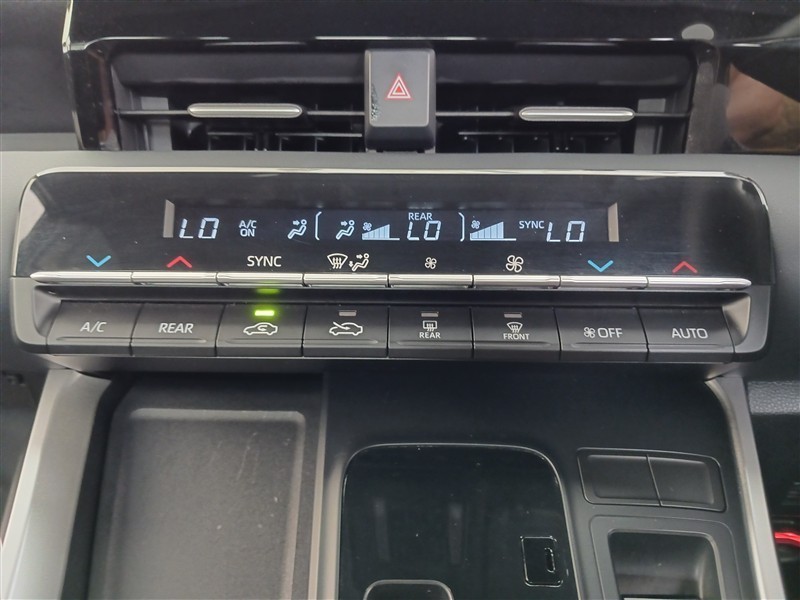 REAR
LO A/C ON LO SYNC LO
SYNC
A/C REAR REAR FRONT OFF AUTO